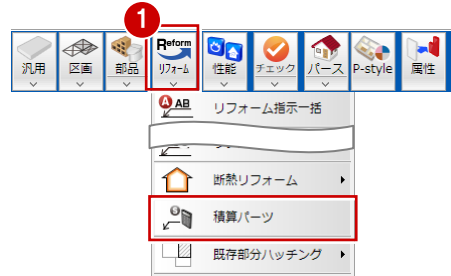 1
Reform
汎用 区画 部品 リフォーム 性能 チェック パース P-style 属性
AB
リフォーム指示一括
断熱リフォーム
積算パーツ
既存部分ハッチング